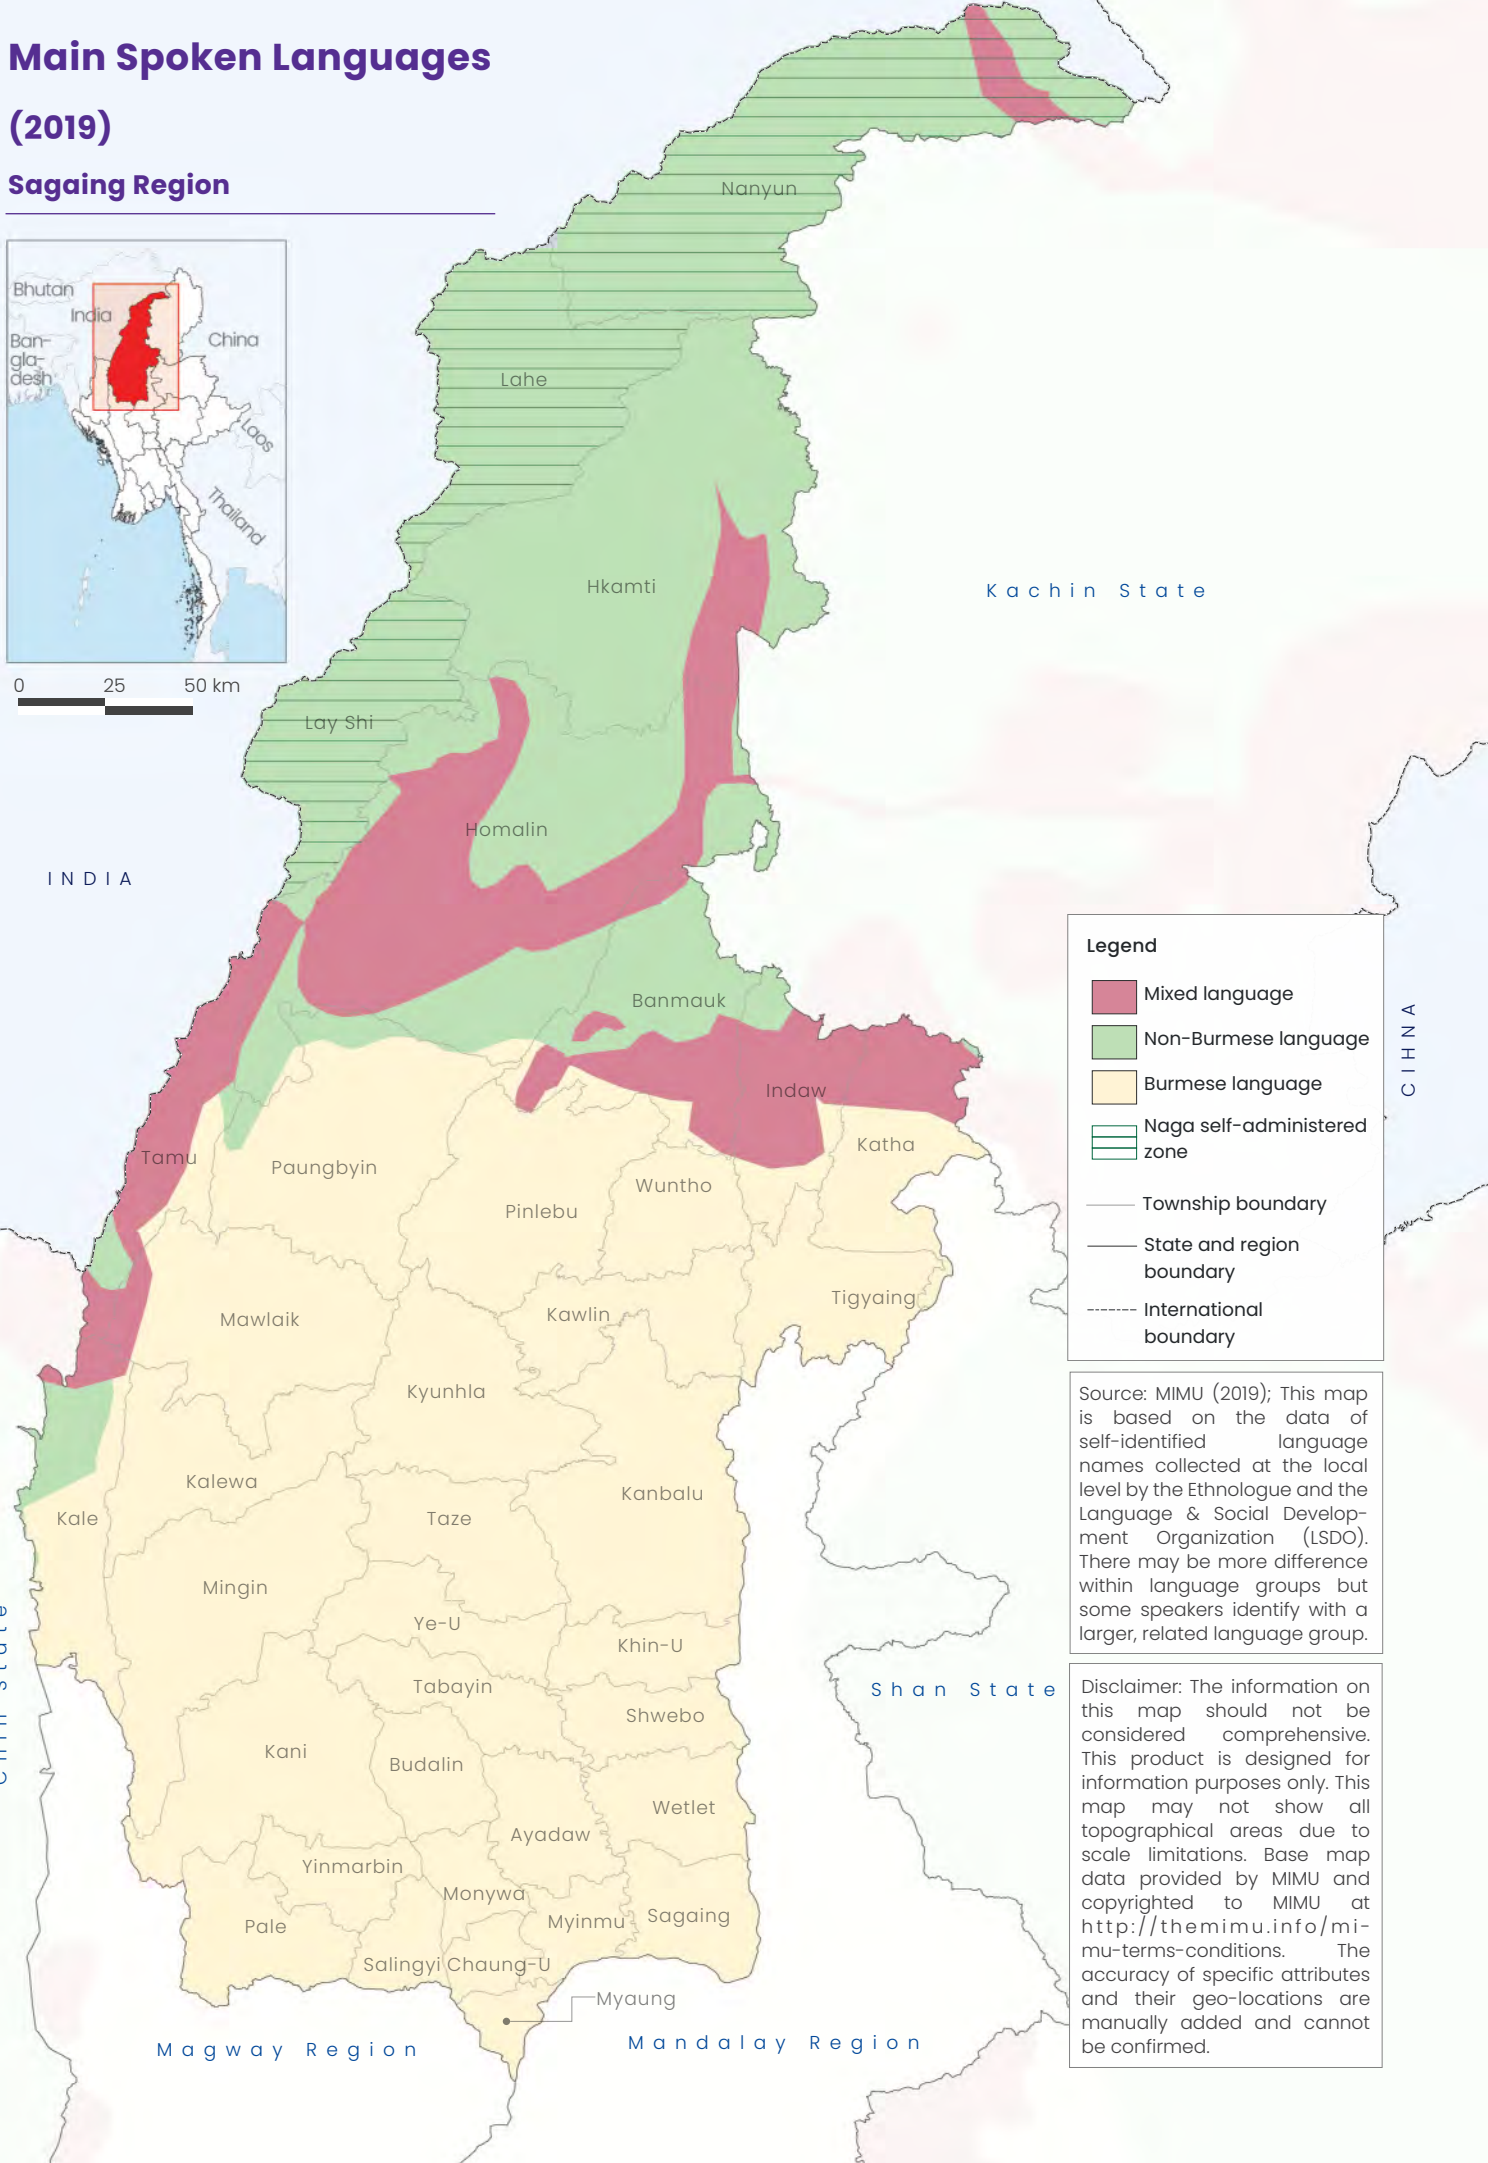 Main Spoken Languages
(2019)
Sagaing Region
Bhutan
India
Ban-
gla-
desh
China
Laos
Thailand
0 25 50 km
Nanyun
Lahe
Hkamti
Kachin State
Lay Shi
Homalin
INDIA
Banmauk
Indaw
Katha
Tamu
Paungbyin
Wuntho
Pinlebu
Tigyaing
Kawlin
Mawlaik
Kyunhla
Kalewa
Kanbalu
Kale
Taze
Mingin
Ye-U
Khin-U
Tabayin
Shwebo
Kani
Budalin
Wetlet
Ayadaw
Yinmarbin
Monywa
Myinmu
Sagaing
Pale
Salingyi
Chaung-U
Myaung
Chin State
Shan State
Magway Region
Mandalay Region
CIHNA
Legend
Mixed language
Non-Burmese language
Burmese language
Naga self-administered
zone
Township boundary
State and region
boundary
International
boundary
Source: MIMU (2019); This map
is based on the data of
self-identified language
names collected at the local
level by the Ethnologue and the
Language & Social Develop-
ment Organization (LSDO).
There may be more difference
within language groups but
some speakers identify with a
larger, related language group.
Disclaimer: The information on
this map should not be
considered comprehensive.
This product is designed for
information purposes only. This
map may not show all
topographical areas due to
scale limitations. Base map
data provided by MIMU and
copyrighted to MIMU at
http://themimu.info/mi-
mu-terms-conditions. The
accuracy of specific attributes
and their geo-locations are
manually added and cannot
be confirmed.